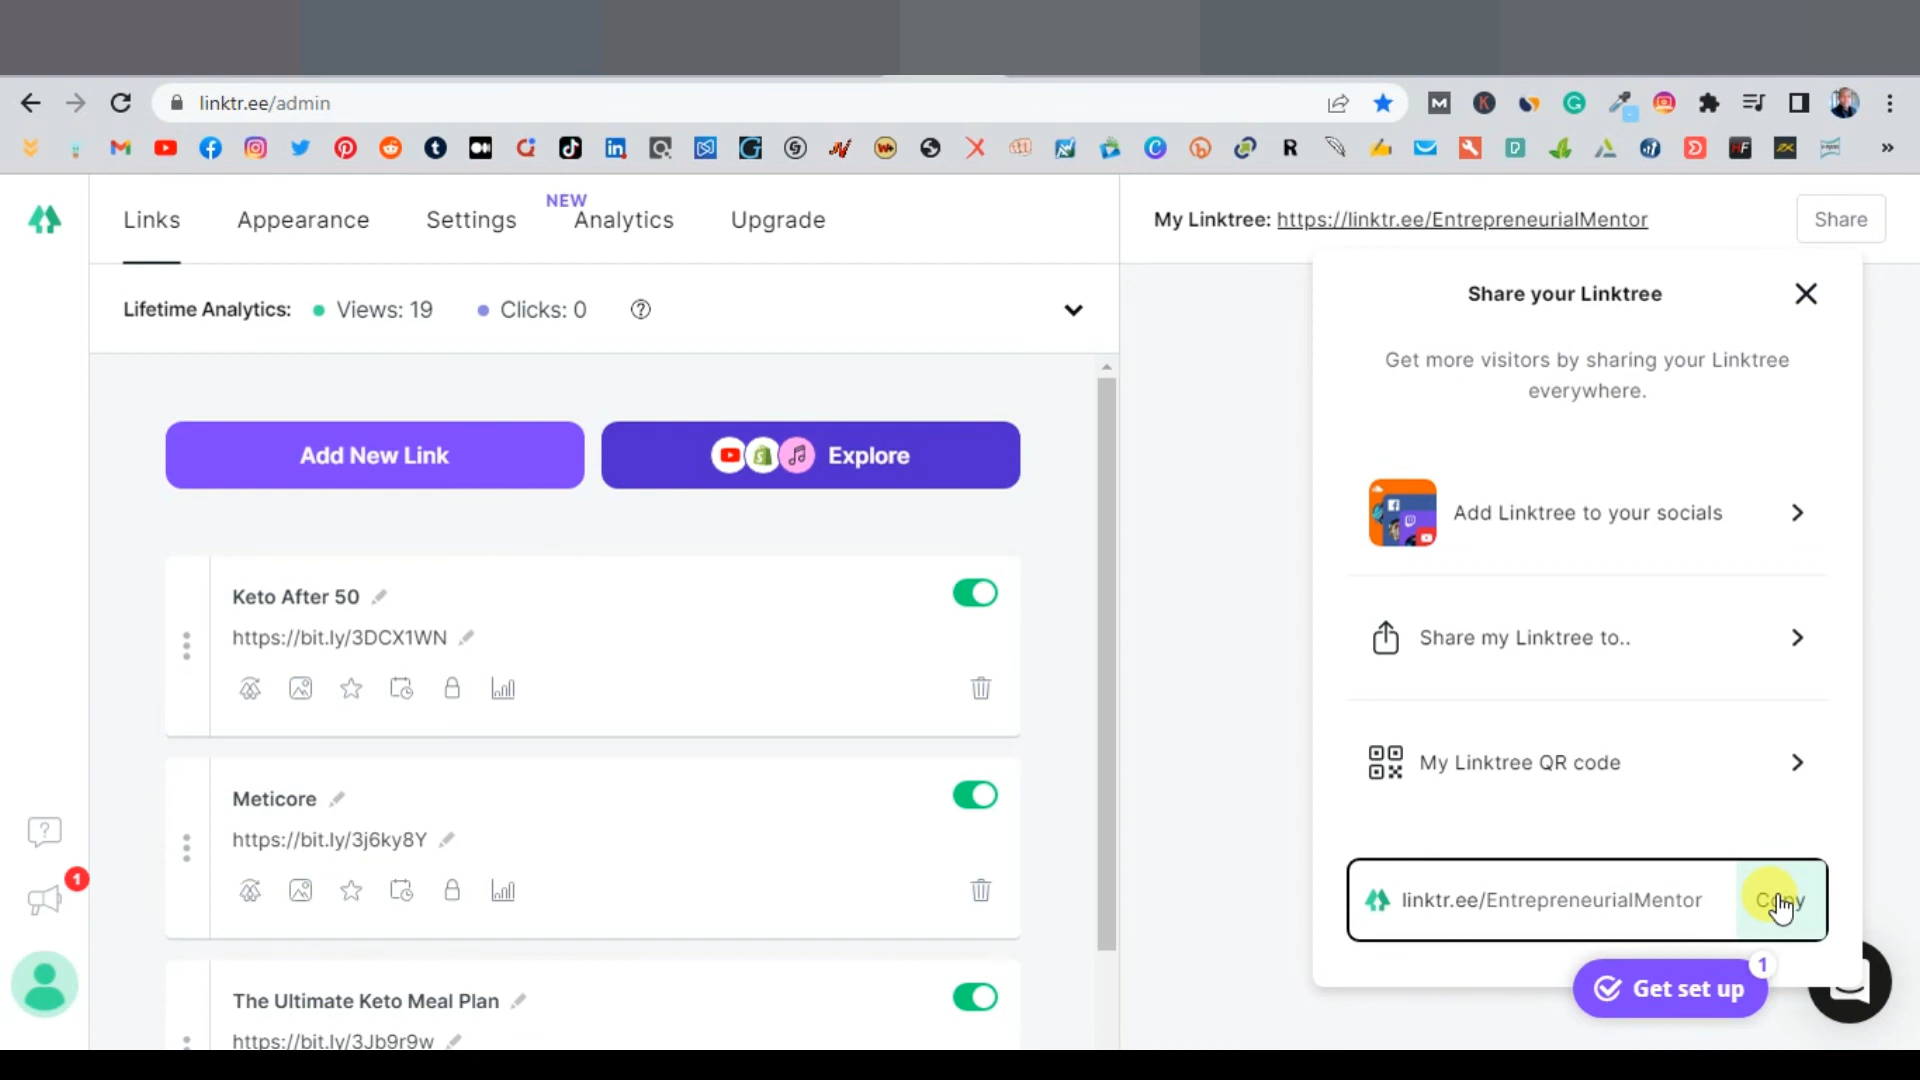 linktr.ee/admin
Links
Appearance
Settings
NEW
Analytics
Upgrade
My Linktree: https://linktr.ee/EntrepreneurialMentor
Share
Lifetime Analytics:
Views: 19
Clicks: 0
Share your Linktree
Get more visitors by sharing your Linktree
everywhere.
Add New Link
Explore
Add Linktree to your socials
Keto After 50
https://bit.ly/3DCX1WN
Share my Linktree to..
My Linktree QR code
Meticore
https://bit.ly/3j6ky8Y
1
linktr.ee/EntrepreneurialMentor
Copy
1
Get set up
The Ultimate Keto Meal Plan
https://bit.ly/3Jb9r9w